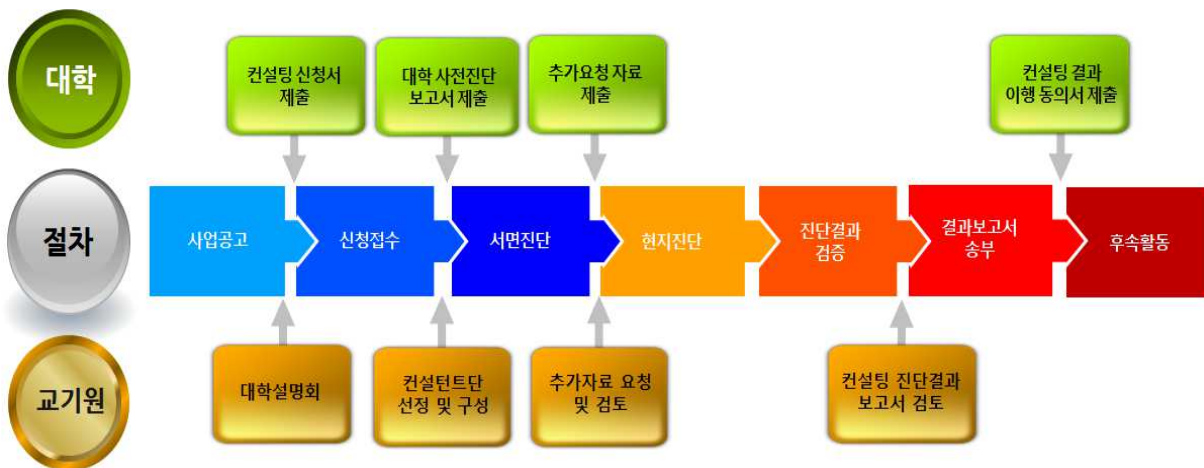 대학
컨설팅 신청서
제출
대학 사전진단
보고서 제출
추가요청 자료
제출
컨설팅 결과
이행 동의서 제출
절차
사업공고
신청접수
서면진단
현지진단
진단결과
검증
결과보고서
송부
후속활동
교기원
대학설명회
컨설턴트단
선정 및 구성
추가자료 요청
및 검토
컨설팅 진단결과
보고서 검토